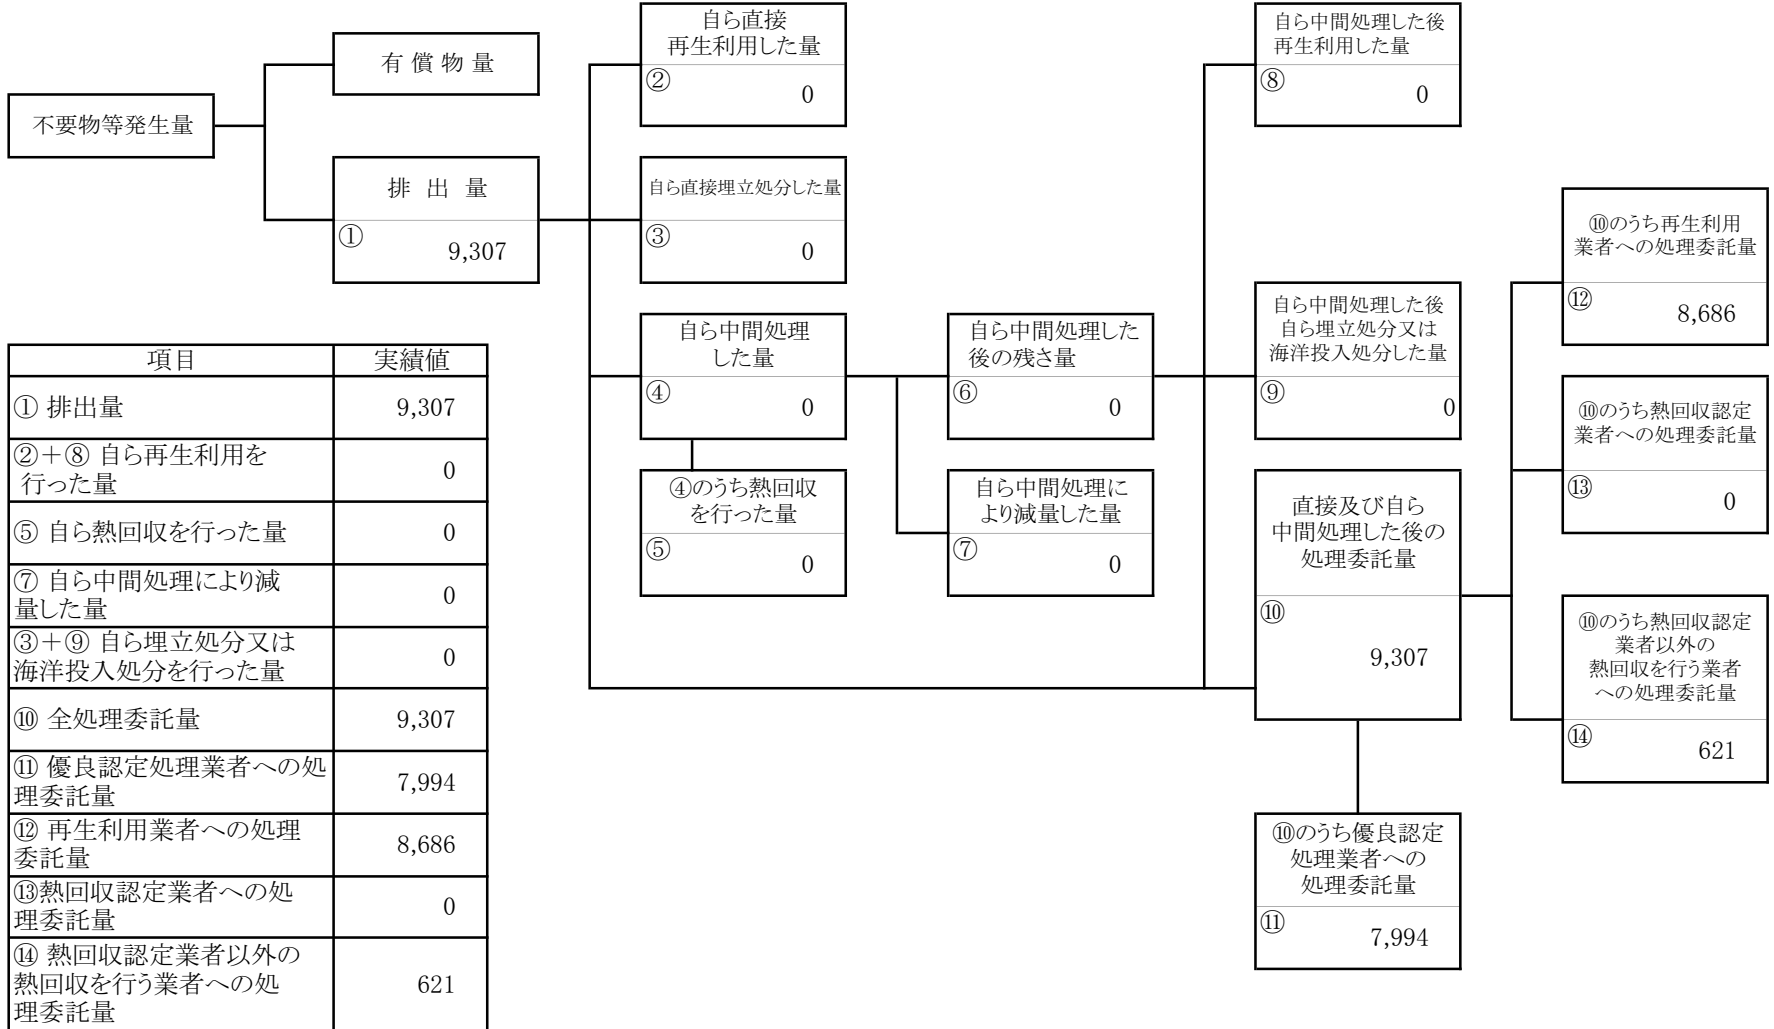 不要物等発生量
有 償 物 量
排 出 量
①
9,307
自ら直接
再生利用した量
②
0
自ら直接埋立処分した量
③
0
自ら中間処理
した量
④
0
④のうち熱回収
を行った量
⑤
0
自ら中間処理した
後の残さ量
⑥
0
自ら中間処理に
より減量した量
⑦
0
自ら中間処理した後
再生利用した量
⑧
0
自ら中間処理した後
自ら埋立処分又は
海洋投入処分した量
⑨
0
直接及び自ら
中間処理した後の
処理委託量
⑩
9,307
⑩のうち優良認定
処理業者への
処理委託量
⑪
7,994
⑩のうち再生利用
業者への処理委託量
⑫
8,686
⑩のうち熱回収認定
業者への処理委託量
⑬
0
⑩のうち熱回収認定
業者以外の
熱回収を行う業者
への処理委託量
⑭
621
項目 実績値
① 排出量 9,307
②＋⑧ 自ら再生利用を
行った量 0
⑤ 自ら熱回収を行った量 0
⑦ 自ら中間処理により減
量した量 0
③＋⑨ 自ら埋立処分又は
海洋投入処分を行った量 0
⑩ 全処理委託量 9,307
⑪ 優良認定処理業者への処
理委託量 7,994
⑫ 再生利用業者への処理
委託量 8,686
⑬熱回収認定業者への処
理委託量 0
⑭ 熱回収認定業者以外の
熱回収を行う業者への処
理委託量 621